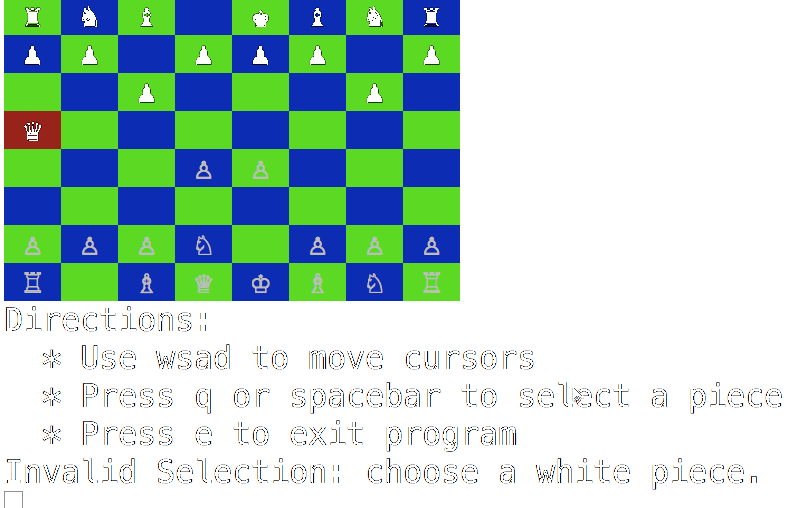 Directions:
* Use wsad to move cursors
* Press q or spacebar to select a piece
* Press e to exit program
Invalid Selection: choose a white piece.